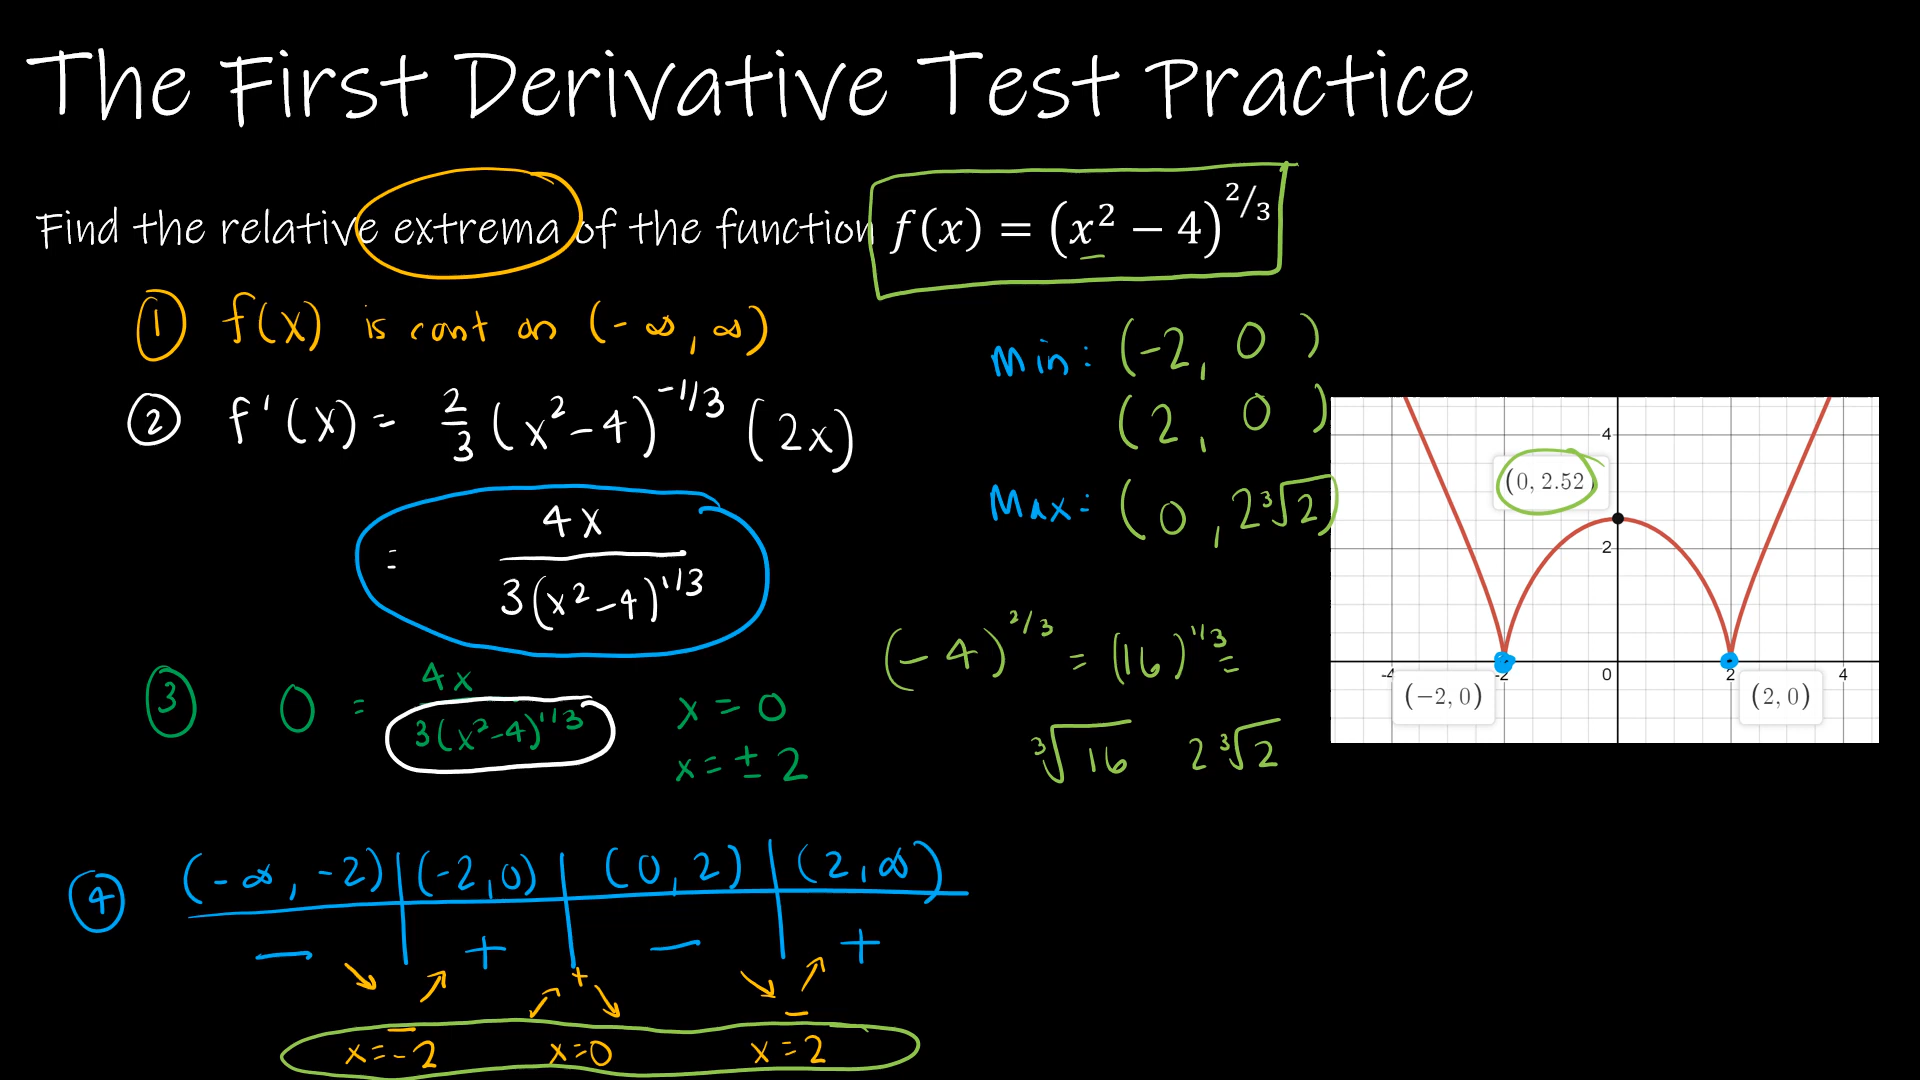 The First Derivative Test Practice
Find the relative extrema of the function f(x) = (x² − 4)^2/3
① f(x) is cont on (-∞, ∞)
② f'(x) = 2/3 (x²-4)^-1/3 (2x)
= 4x / 3(x²-4)^1/3
③ 0 = 4x / 3(x²-4)^1/3
x = 0
x = ± 2
④ (-∞, -2) | (-2, 0) | (0, 2) | (2, ∞)
− + − +
+
− −
x=-2 x=0 x=2
Min: (-2, 0)
(2, 0)
Max: (0, 2∛2)
(-4)^2/3 = (16)^1/3 =
∛16 2∛2
4
(0, 2.52)
2
-4 -2 0 2 4
(−2, 0) (2, 0)